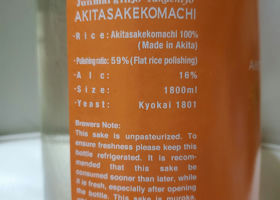 AKITASAKEKOMACHI
・Rice: Akitasakekomachi 100%
(Made in Akita)
・Polishing ratio: 59% (Flat rice polishing)
・Alc: 16%
・Size: 1800ml
・Yeast: Kyokai 1801
Brewers Note:
This sake is unpasteurized. To
ensure freshness please keep this
bottle refrigerated. It is recom-
mended that this sake be
consumed sooner than later, while
it is fresh, especially after opening
the bottle. This sake is muroka,